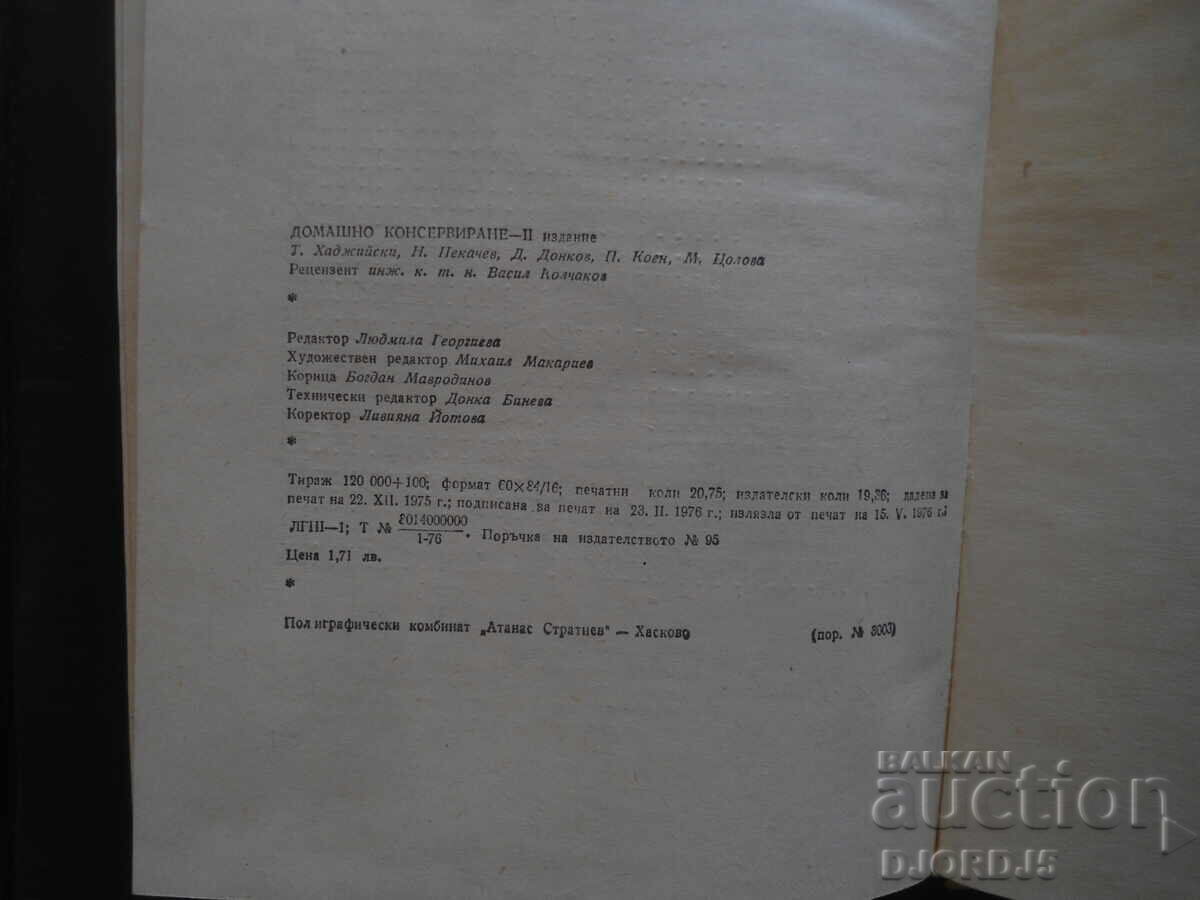 ДОМАШНО КОНСЕРВИРАНЕ—II издание
Т. Хаджийски, Н. Пекачев, Д. Донков, П. Коен, М. Цолова
Рецензент инж. к. т. н. Васил Колчаков
*
Редактор Людмила Георгиева
Художествен редактор Михаил Макариев
Корица Богдан Мавродинов
Технически редактор Донка Бинева
Коректор Ливияна Йотова
*
Тираж 120 000+100; формат 60×84/16; печатни коли 20,75; издателски коли 19,36; дадена за
печат на 22. XII. 1975 г.; подписана за печат на 23. II. 1976 г.; излязла от печат на 15. V. 1976 г.
ЛГIII—1; Т № 8014000000
1-76 . Поръчка на издателството № 95
Цена 1,71 лв.
*
Полиграфически комбинат „Атанас Стратиев" — Хасково (пор. № 3003)
BALKAN
auction
DJORDJ5